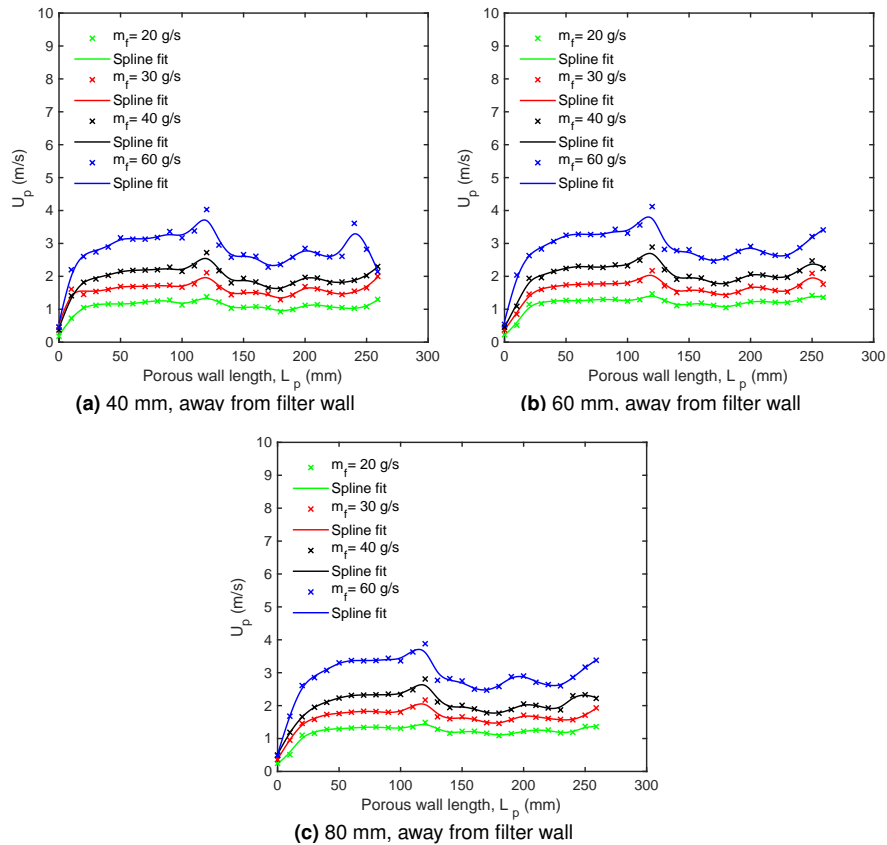 10
9
8
7
6
5
4
3
2
1
0
U_p (m/s)
m_f= 20 g/s
Spline fit
m_f= 30 g/s
Spline fit
m_f= 40 g/s
Spline fit
m_f= 60 g/s
Spline fit
0 50 100 150 200 250 300
Porous wall length, L_p (mm)
(a) 40 mm, away from filter wall
10
9
8
7
6
5
4
3
2
1
0
U_p (m/s)
m_f= 20 g/s
Spline fit
m_f= 30 g/s
Spline fit
m_f= 40 g/s
Spline fit
m_f= 60 g/s
Spline fit
0 50 100 150 200 250 300
Porous wall length, L_p (mm)
(b) 60 mm, away from filter wall
10
9
8
7
6
5
4
3
2
1
0
U_p (m/s)
m_f= 20 g/s
Spline fit
m_f= 30 g/s
Spline fit
m_f= 40 g/s
Spline fit
m_f= 60 g/s
Spline fit
0 50 100 150 200 250 300
Porous wall length, L_p (mm)
(c) 80 mm, away from filter wall